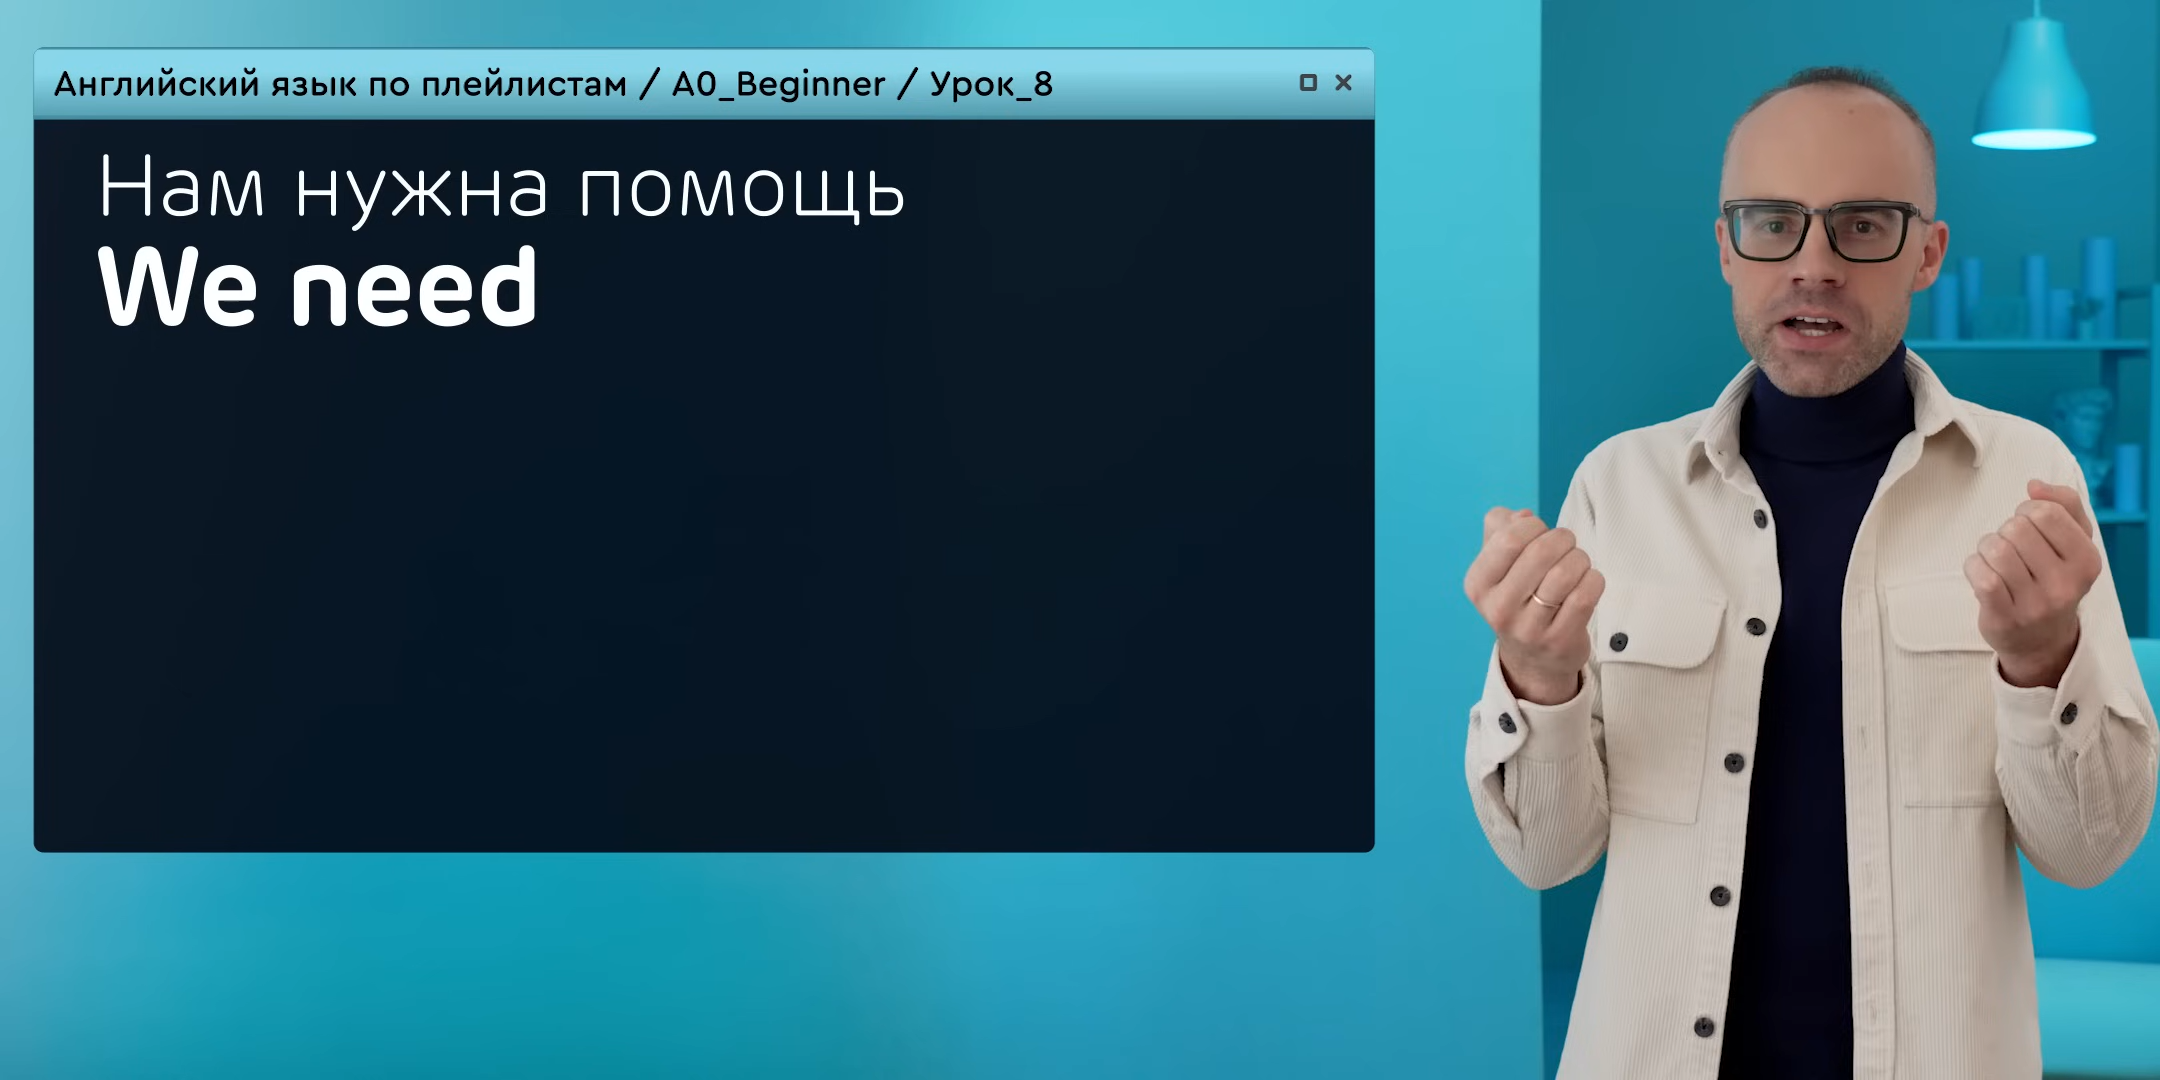 Английский язык по плейлистам / A0_Beginner / Урок_8
Нам нужна помощь
We need